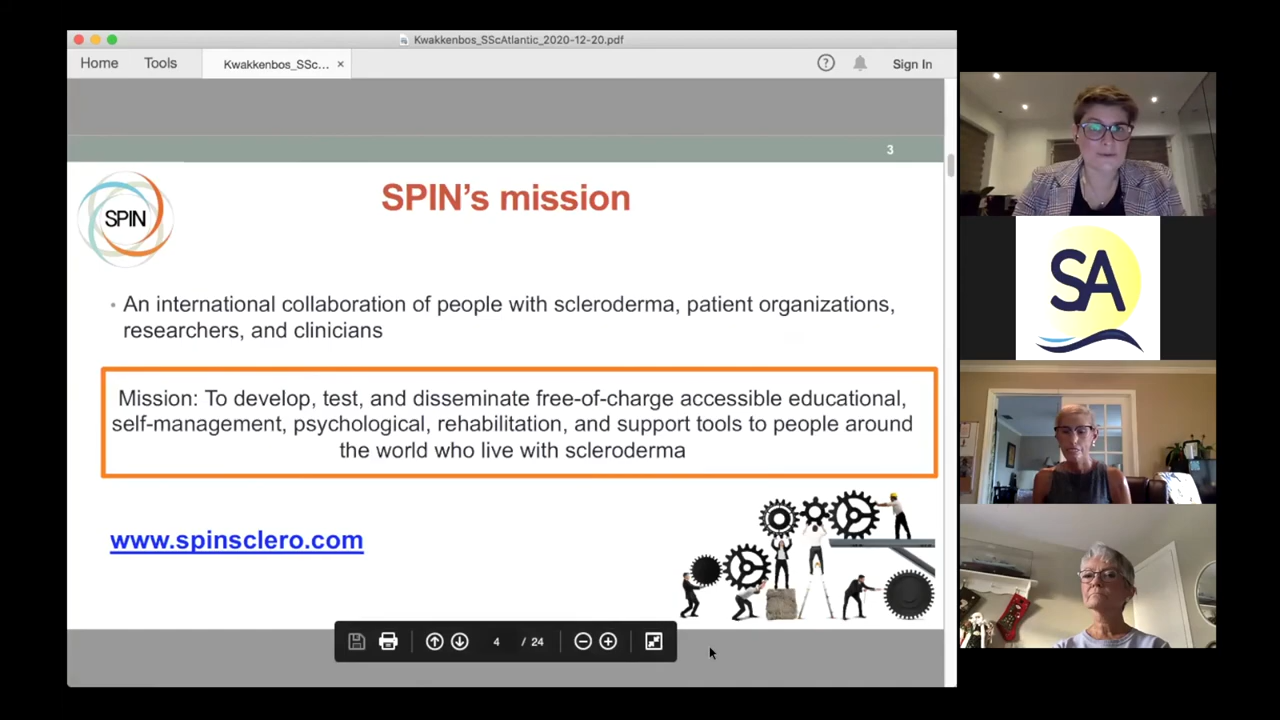 Kwakkenbos_SScAtlantic_2020-12-20.pdf
Home
Tools
Kwakkenbos_SSc... ×
?
Sign In
3
SPIN
SPIN's mission
• An international collaboration of people with scleroderma, patient organizations,
researchers, and clinicians
Mission: To develop, test, and disseminate free-of-charge accessible educational,
self-management, psychological, rehabilitation, and support tools to people around
the world who live with scleroderma
www.spinsclero.com
4 / 24
SA